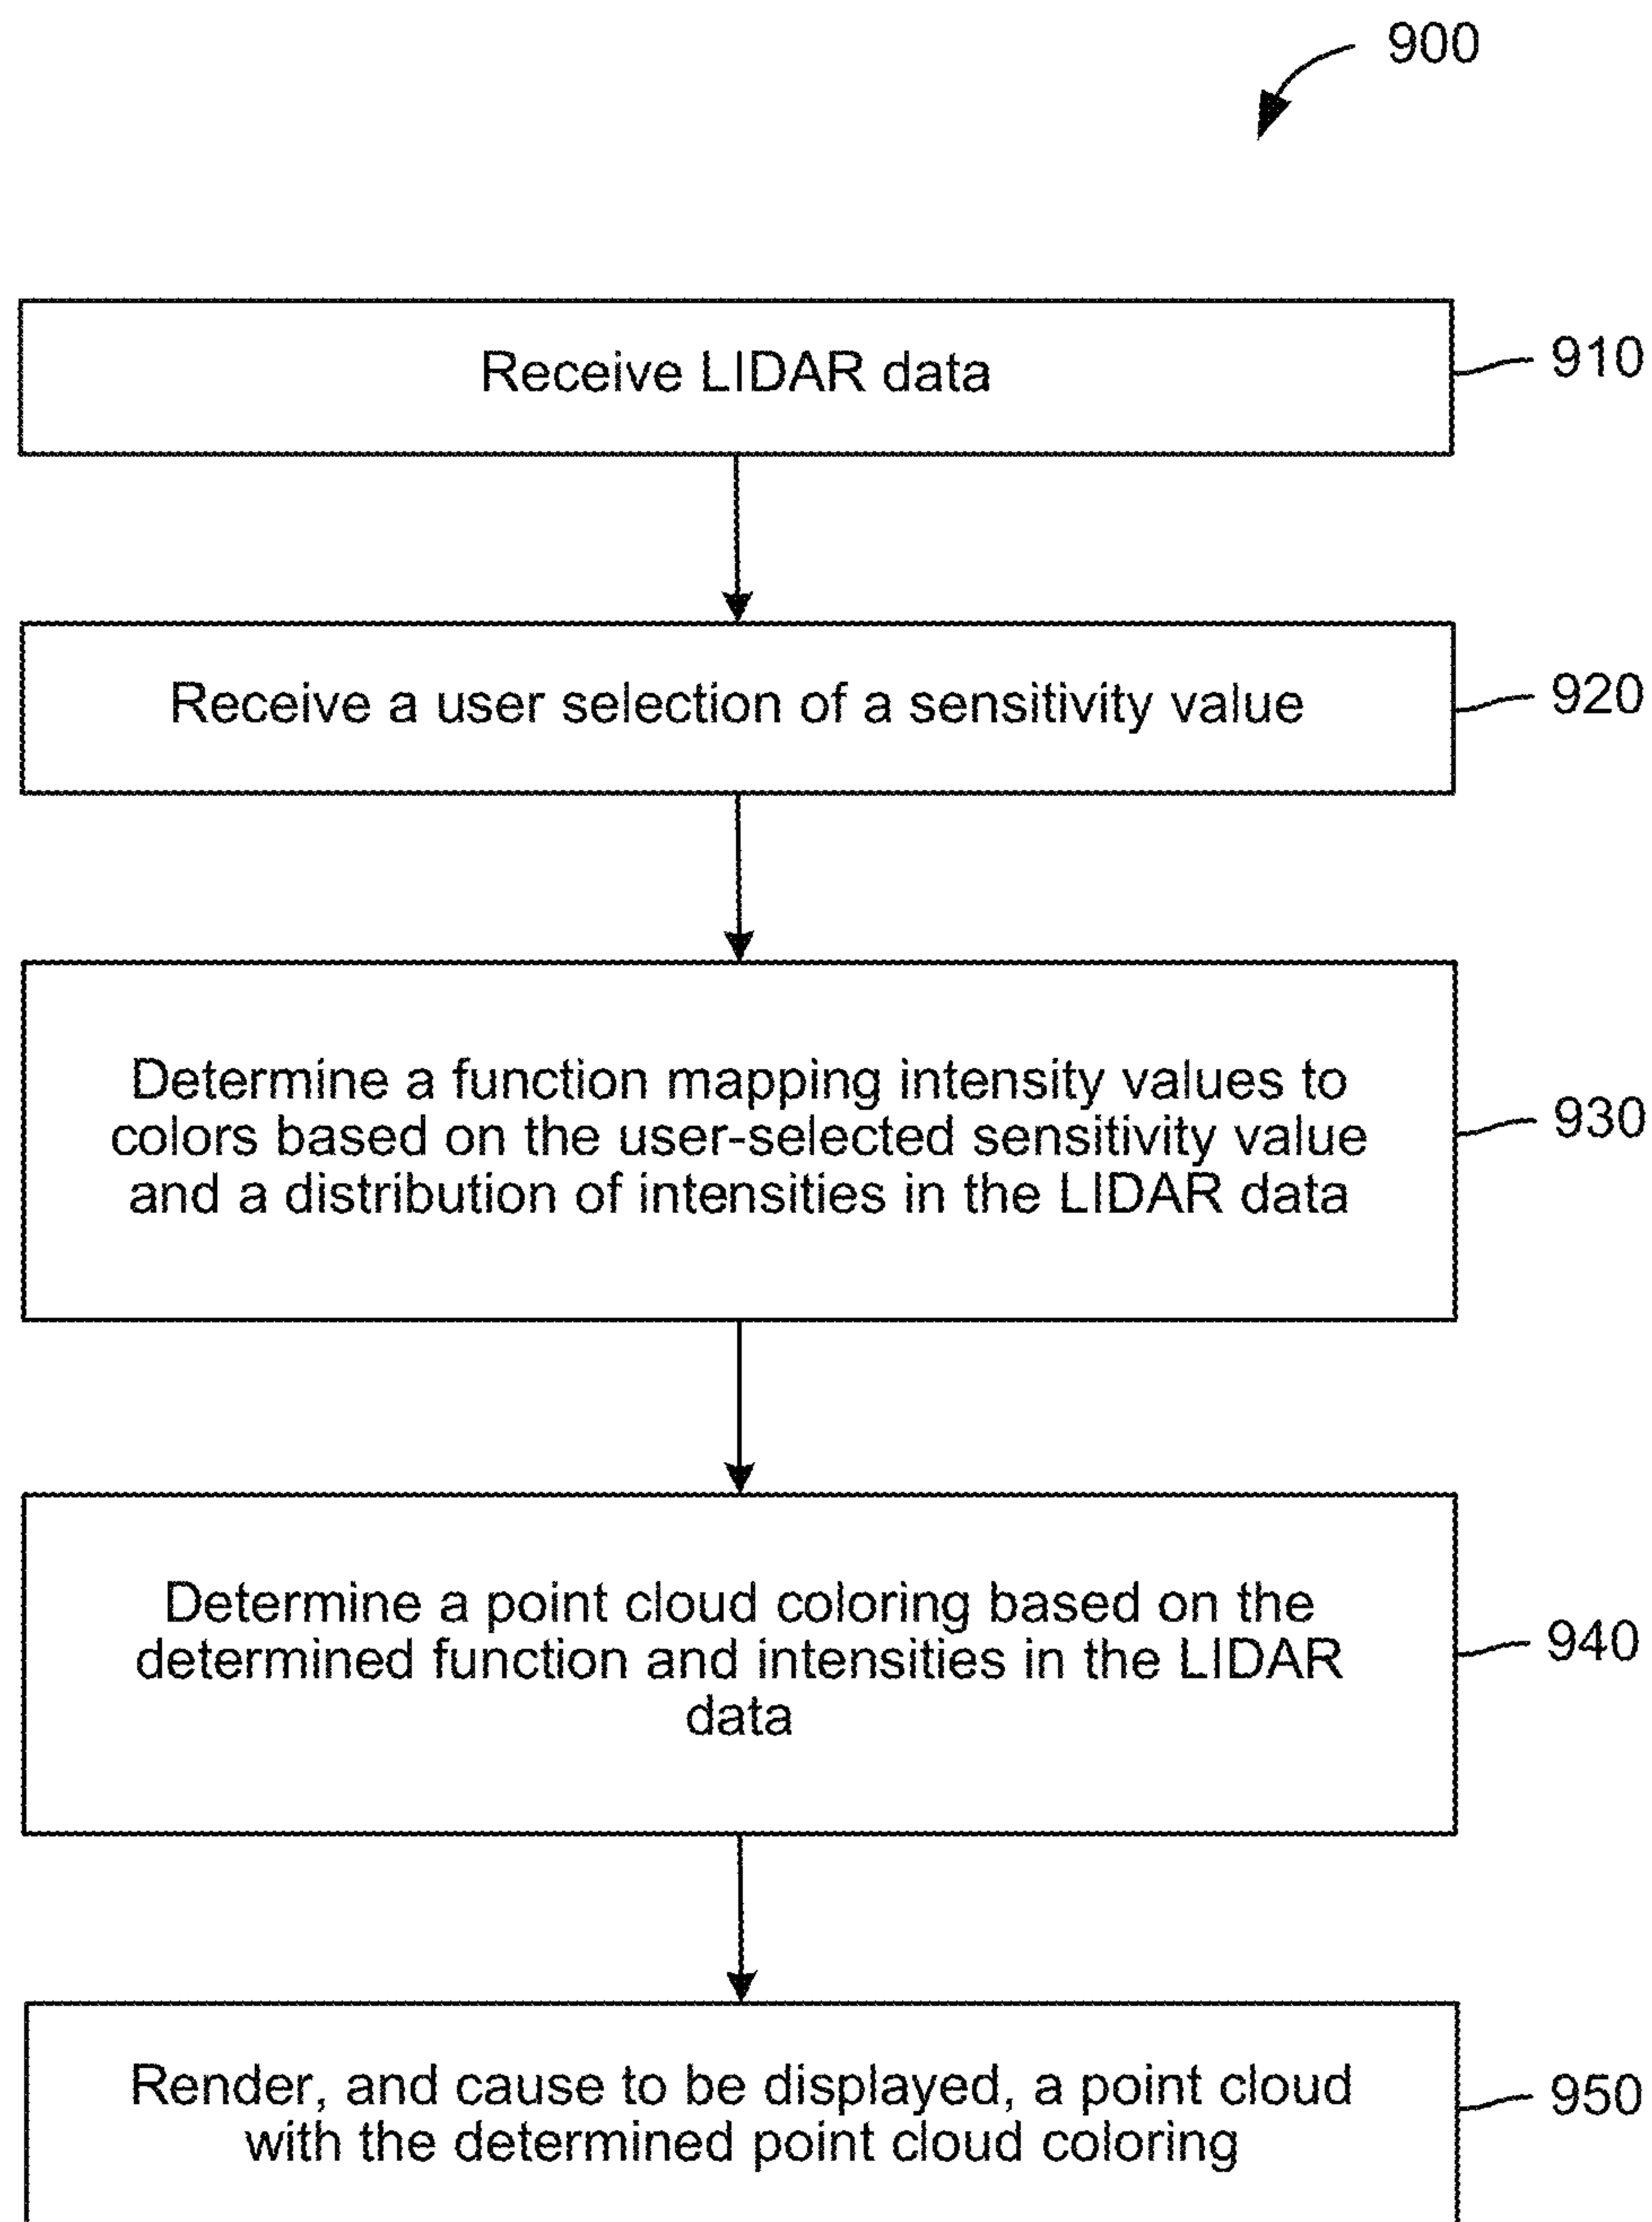 900
Receive LIDAR data
910
Receive a user selection of a sensitivity value
920
Determine a function mapping intensity values to
colors based on the user-selected sensitivity value
and a distribution of intensities in the LIDAR data
930
Determine a point cloud coloring based on the
determined function and intensities in the LIDAR
data
940
Render, and cause to be displayed, a point cloud
with the determined point cloud coloring
950